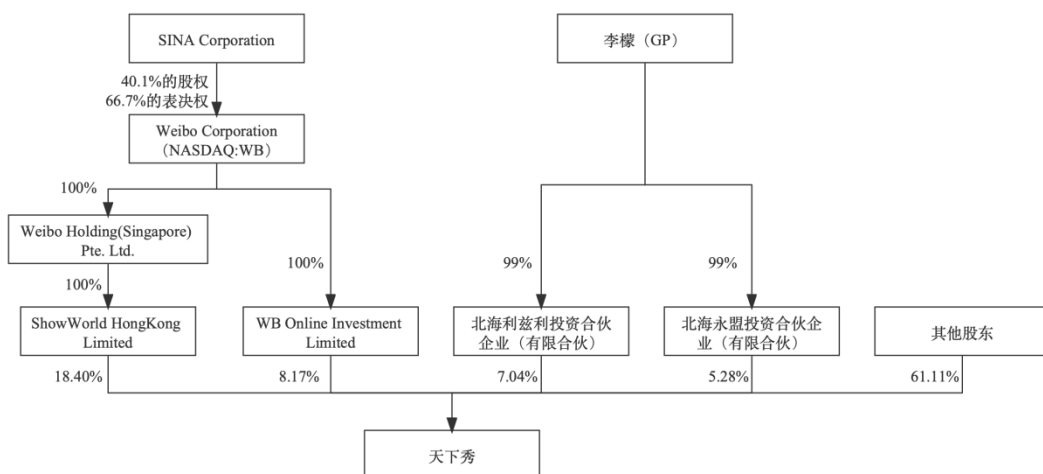 SINA Corporation
李檬（GP）
40.1%的股权
66.7%的表决权
Weibo Corporation
（NASDAQ:WB）
100%
Weibo Holding(Singapore)
Pte. Ltd.
100%
100%
99%
99%
ShowWorld HongKong
Limited
WB Online Investment
Limited
北海利兹利投资合伙
企业（有限合伙）
北海永盟投资合伙企
业（有限合伙）
其他股东
18.40%
8.17%
7.04%
5.28%
61.11%
天下秀